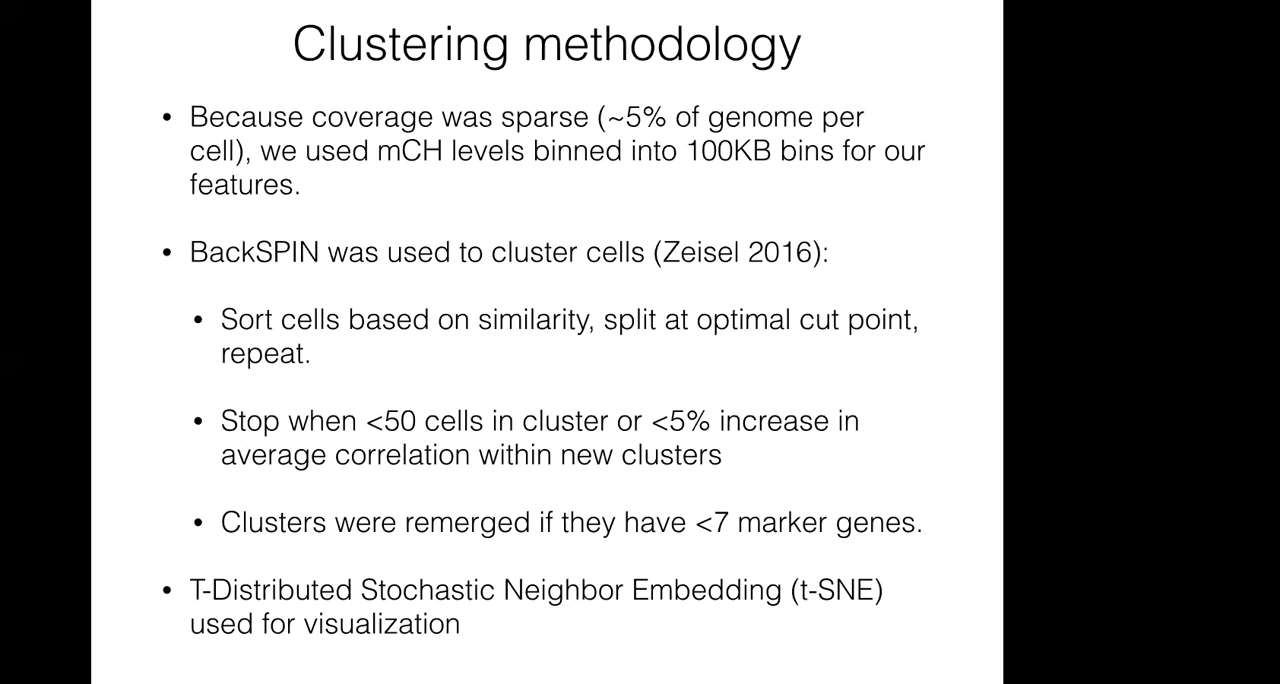 Clustering methodology
• Because coverage was sparse (~5% of genome per
cell), we used mCH levels binned into 100KB bins for our
features.
• BackSPIN was used to cluster cells (Zeisel 2016):
• Sort cells based on similarity, split at optimal cut point,
repeat.
• Stop when <50 cells in cluster or <5% increase in
average correlation within new clusters
• Clusters were remerged if they have <7 marker genes.
• T-Distributed Stochastic Neighbor Embedding (t-SNE)
used for visualization